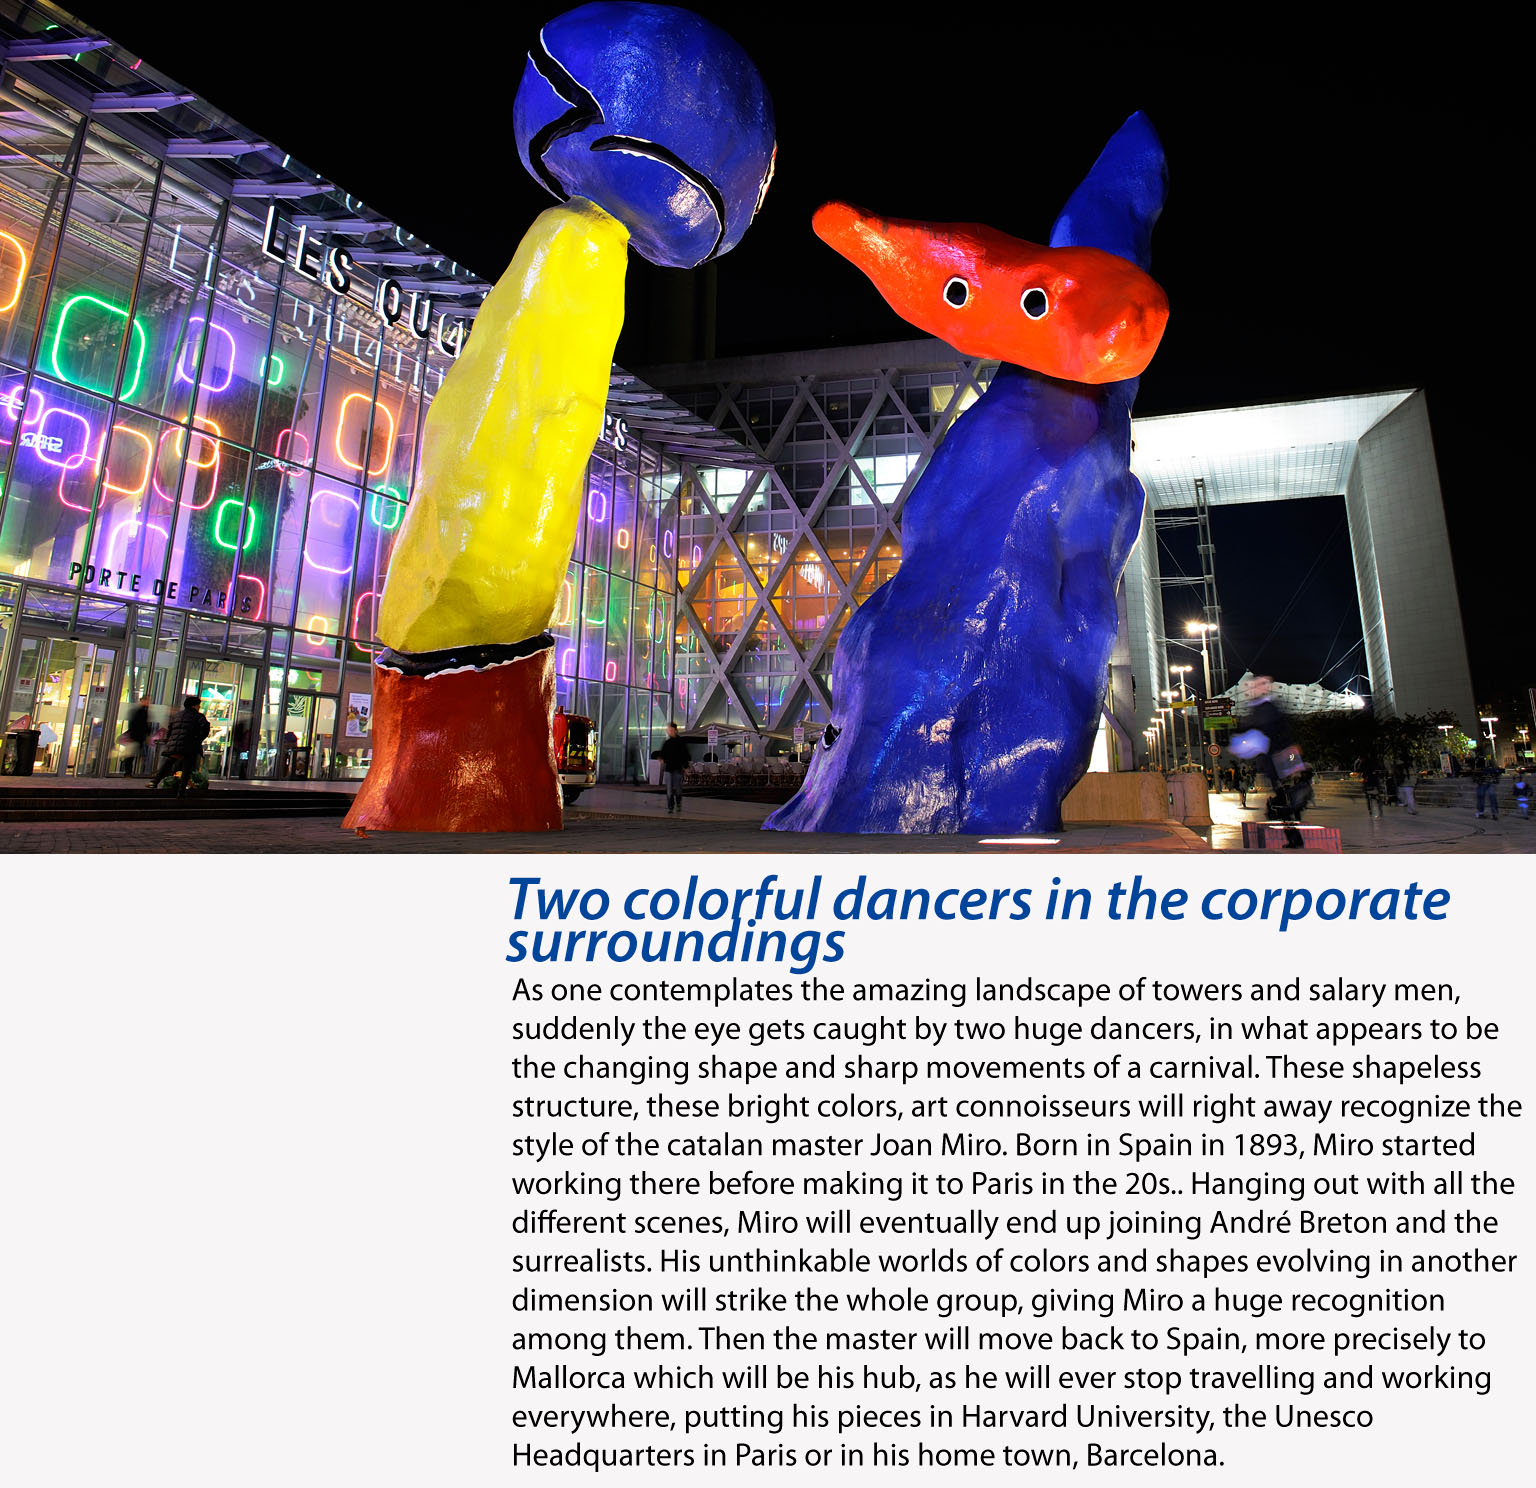 LES QUA
PORTE DE PARIS
Two colorful dancers in the corporate
surroundings
As one contemplates the amazing landscape of towers and salary men,
suddenly the eye gets caught by two huge dancers, in what appears to be
the changing shape and sharp movements of a carnival. These shapeless
structure, these bright colors, art connoisseurs will right away recognize the
style of the catalan master Joan Miro. Born in Spain in 1893, Miro started
working there before making it to Paris in the 20s.. Hanging out with all the
different scenes, Miro will eventually end up joining André Breton and the
surrealists. His unthinkable worlds of colors and shapes evolving in another
dimension will strike the whole group, giving Miro a huge recognition
among them. Then the master will move back to Spain, more precisely to
Mallorca which will be his hub, as he will ever stop travelling and working
everywhere, putting his pieces in Harvard University, the Unesco
Headquarters in Paris or in his home town, Barcelona.